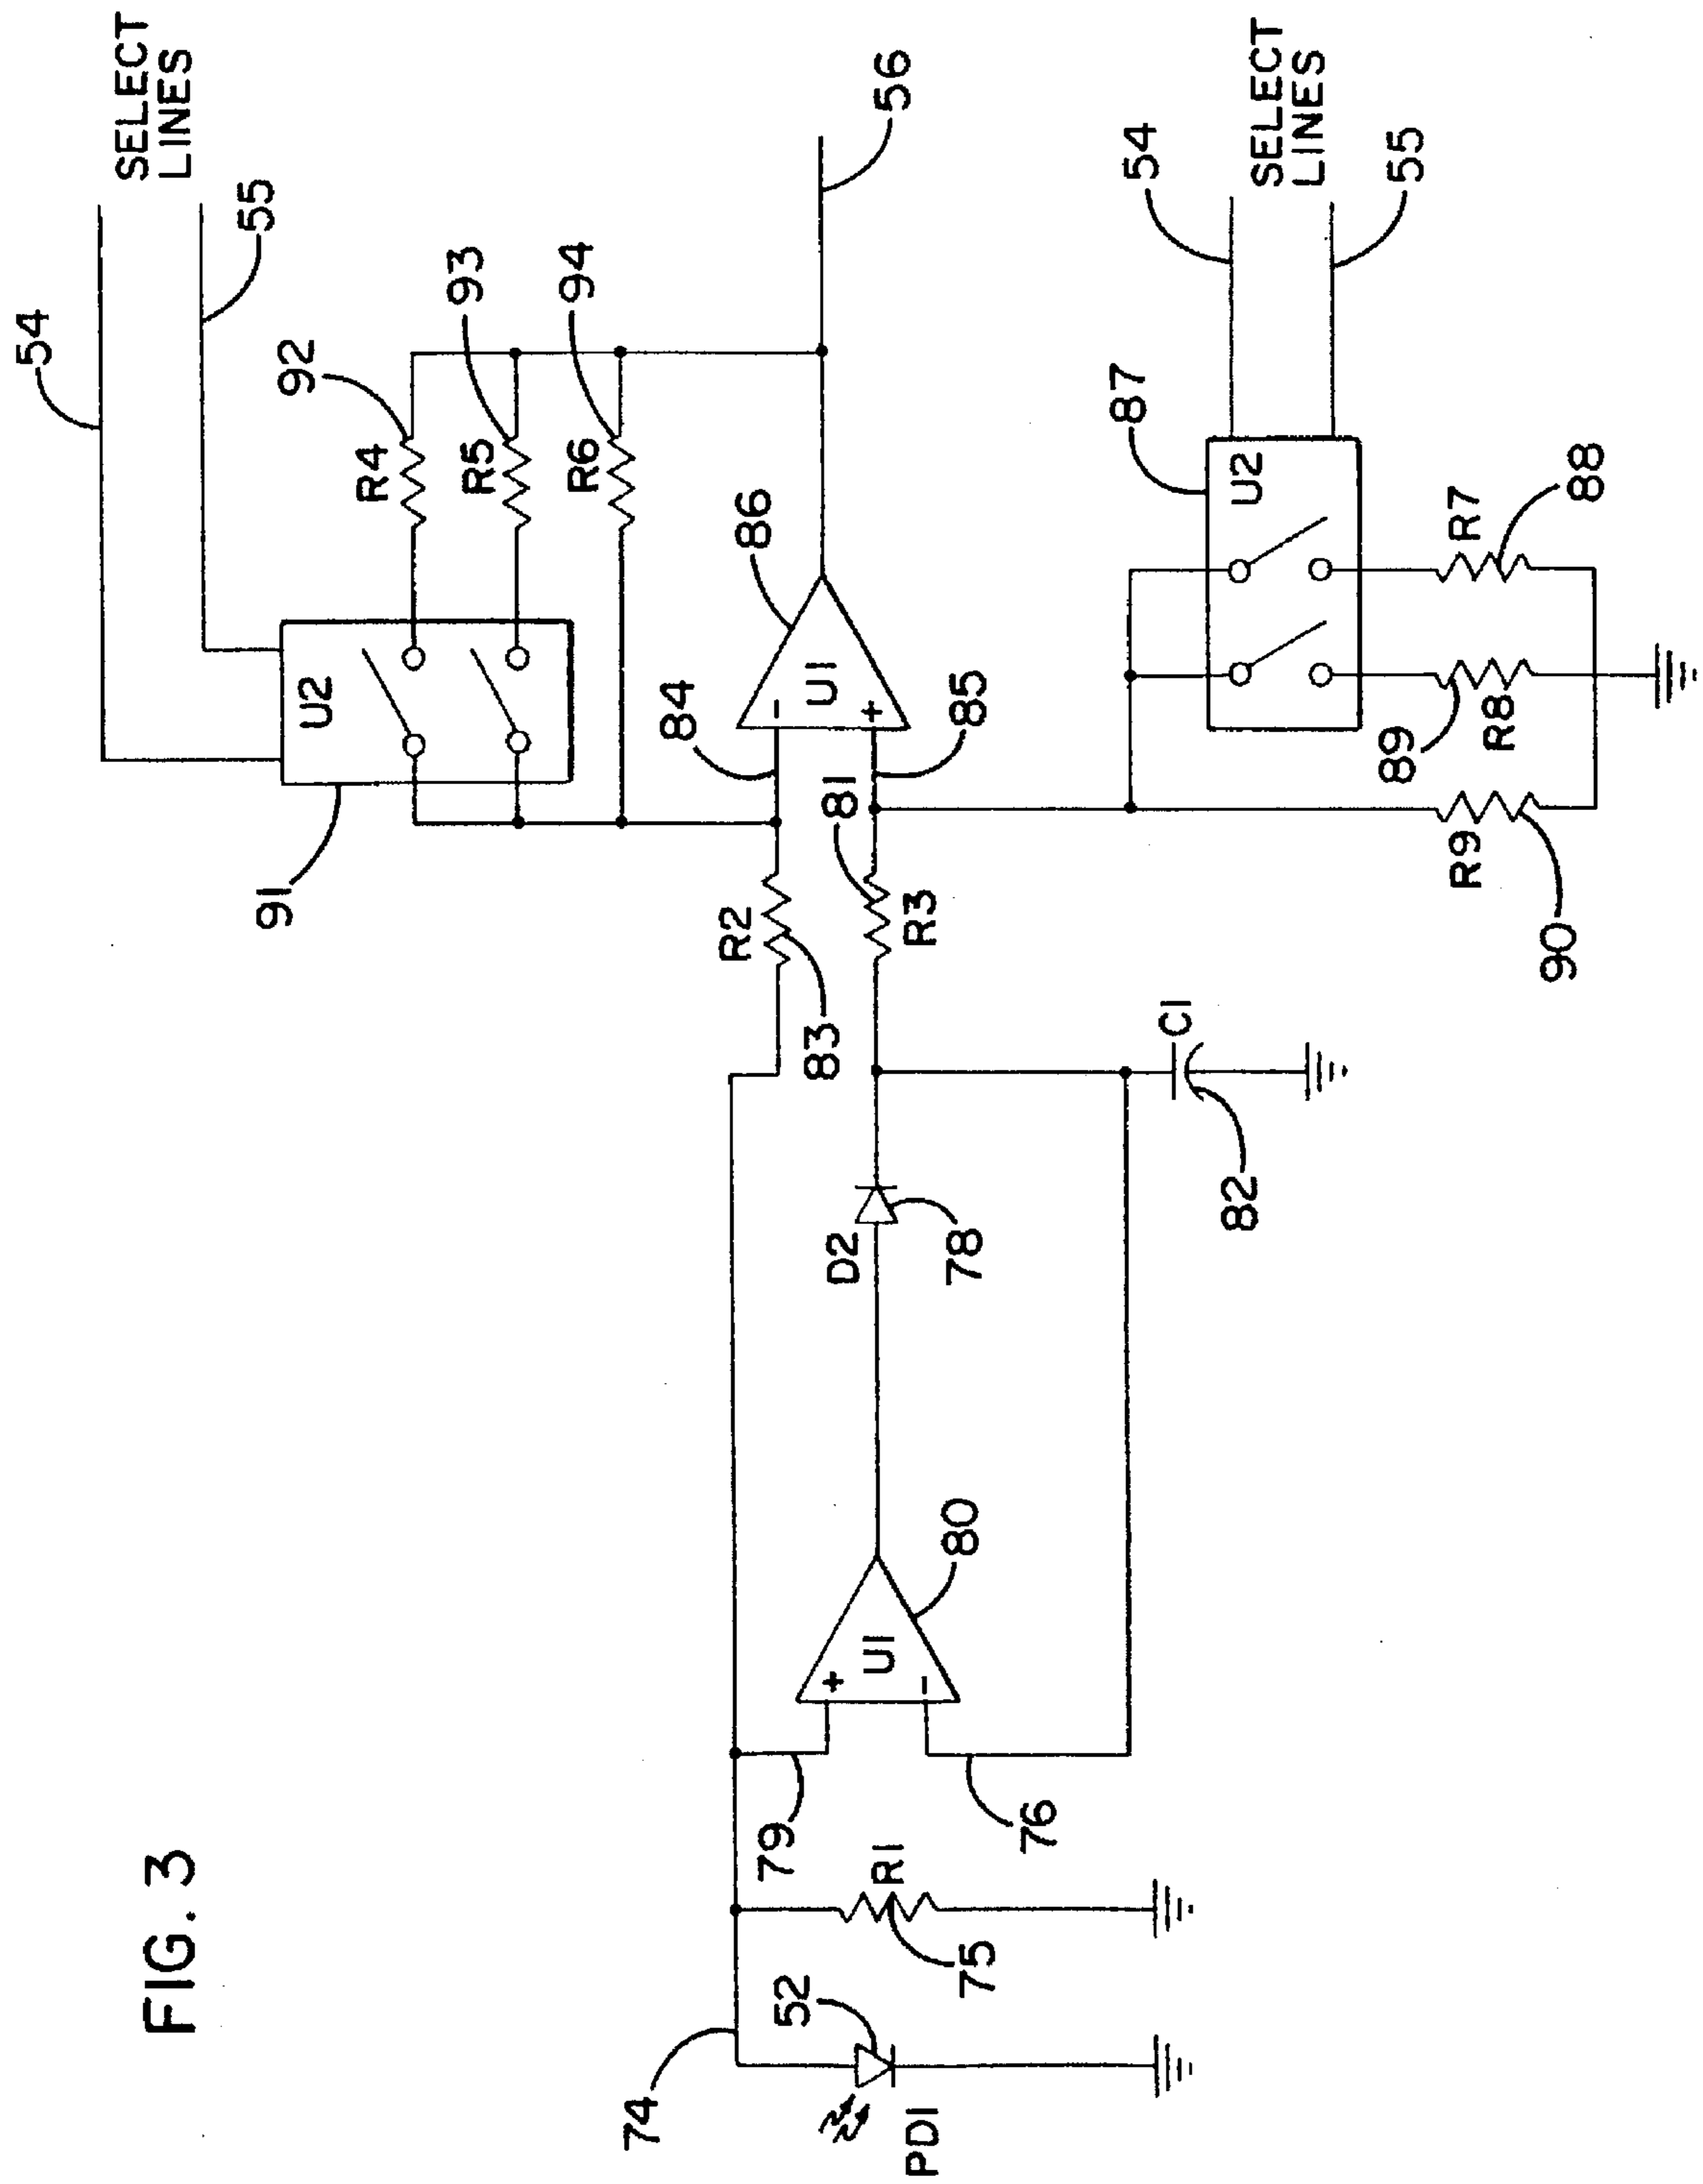 FIG. 3
SELECT
LINES
54
55
92
93
94
R4
R5
R6
U2
91
56
86
84
U1
-
+
85
R2
83
81
R3
54
SELECT
LINES
55
87
U2
R7
88
89
R8
R9
90
C1
82
D2
78
80
U1
+
-
79
76
R1
75
74
52
PD1